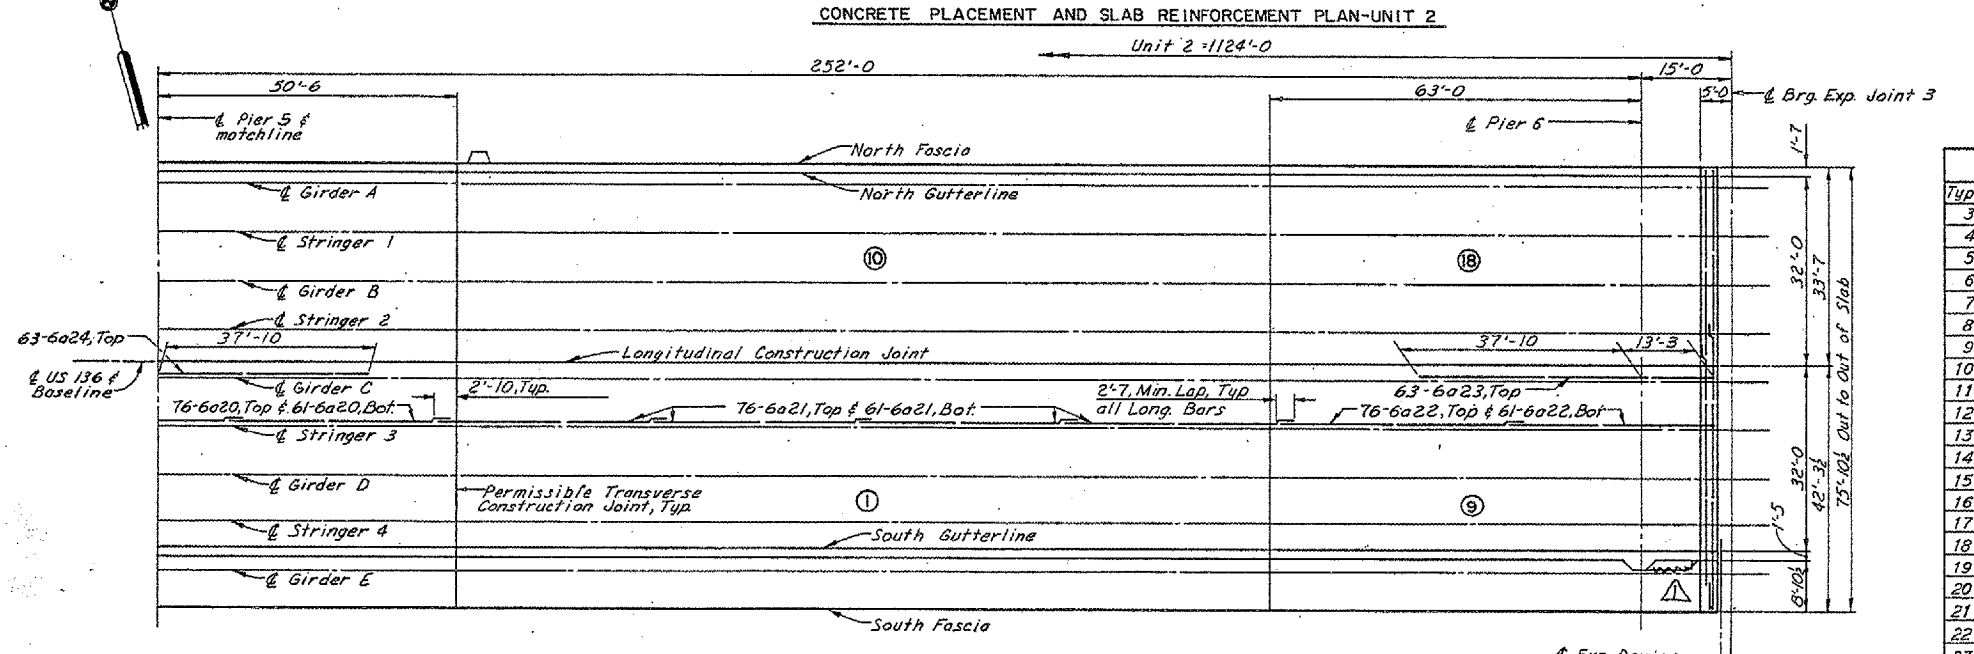 CONCRETE PLACEMENT AND SLAB REINFORCEMENT PLAN-UNIT 2
Unit 2 =1124'-0
252'-0
15'-0
50'-6
63'-0
5'-0
℄ Brg. Exp. Joint 3
℄ Pier 5 &
matchline
℄ Pier 6
1'-7
North Fascia
℄ Girder A
North Gutterline
℄ Stringer 1
10
18
32'-0
33'-7
75'-10½ Out to Out of Slab
℄ Girder B
℄ Stringer 2
63-6a24, Top
37'-10
Longitudinal Construction Joint
37'-10
13'-3
℄ US 136 &
Baseline
℄ Girder C
2'-10, Typ.
2'-7, Min. Lap, Typ
all Long. Bars
63-6a23, Top
76-6a20, Top & 61-6a20, Bot.
76-6a21, Top & 61-6a21, Bot.
76-6a22, Top & 61-6a22, Bot
℄ Stringer 3
32'-0
42'-3½
℄ Girder D
Permissible Transverse
Construction Joint, Typ.
1
9
1'-5
℄ Stringer 4
South Gutterline
℄ Girder E
1
8'-10½
South Fascia
Typ
3
4
5
6
7
8
9
10
11
12
13
14
15
16
17
18
19
20
21
22